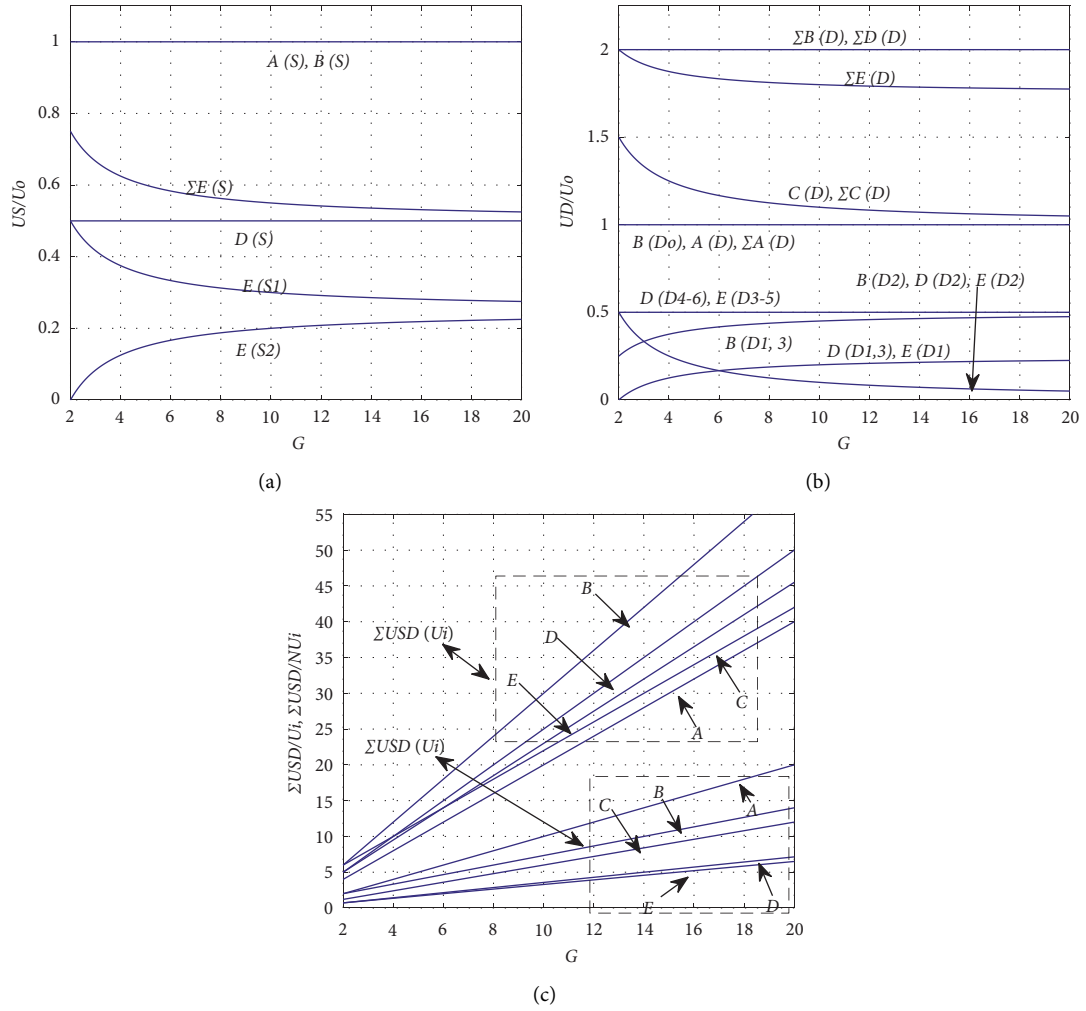 1
0.8
0.6
0.4
0.2
0
US/Uo
A (S), B (S)
ΣE (S)
D (S)
E (S1)
E (S2)
2 4 6 8 10 12 14 16 18 20
G
(a)
2
1.5
1
0.5
0
UD/Uo
ΣB (D), ΣD (D)
ΣE (D)
C (D), ΣC (D)
B (Do), A (D), ΣA (D)
B (D2), D (D2), E (D2)
D (D4-6), E (D3-5)
B (D1, 3)
D (D1,3), E (D1)
2 4 6 8 10 12 14 16 18 20
G
(b)
55
50
45
40
35
30
25
20
15
10
5
0
ΣUSD/Ui, ΣUSD/NUi
B
ΣUSD (Ui)
D
E
C
A
ΣUSD (Ui)
C
B
A
E
D
2 4 6 8 10 12 14 16 18 20
G
(c)